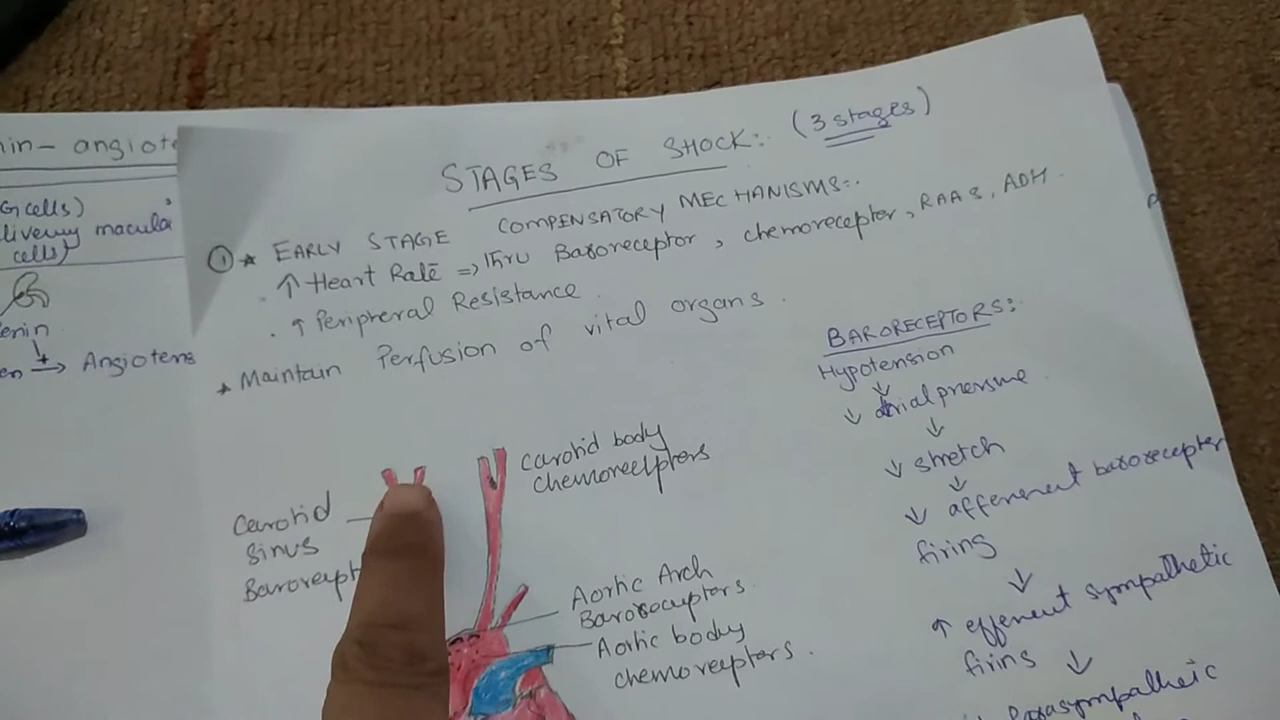 in - angiote
G cells)
livery macula
cells)
enin
en + → Angiotens
STAGES OF SHOCK:. (3 stages)
① * EARLY STAGE COMPENSATORY MECHANISMS:.
. ↑ Heart Rate => Thru Baroreceptor, chemoreceptor, RAAS, ADH.
. ↑ Peripheral Resistance.
* Maintain Perfusion of vital organs.
Carotid body
chemoreceptors
Carotid
sinus
Barorecept
Aortic Arch
Baroreceptors
Aortic body
chemoreceptors.
BARORECEPTORS:
Hypotension
↓
↓ atrial pressure
↓
↓ stretch
↓
↓ afferent baroreceptor
firing
↓
↑ efferent sympathetic
firing ↓
Parasympathetic